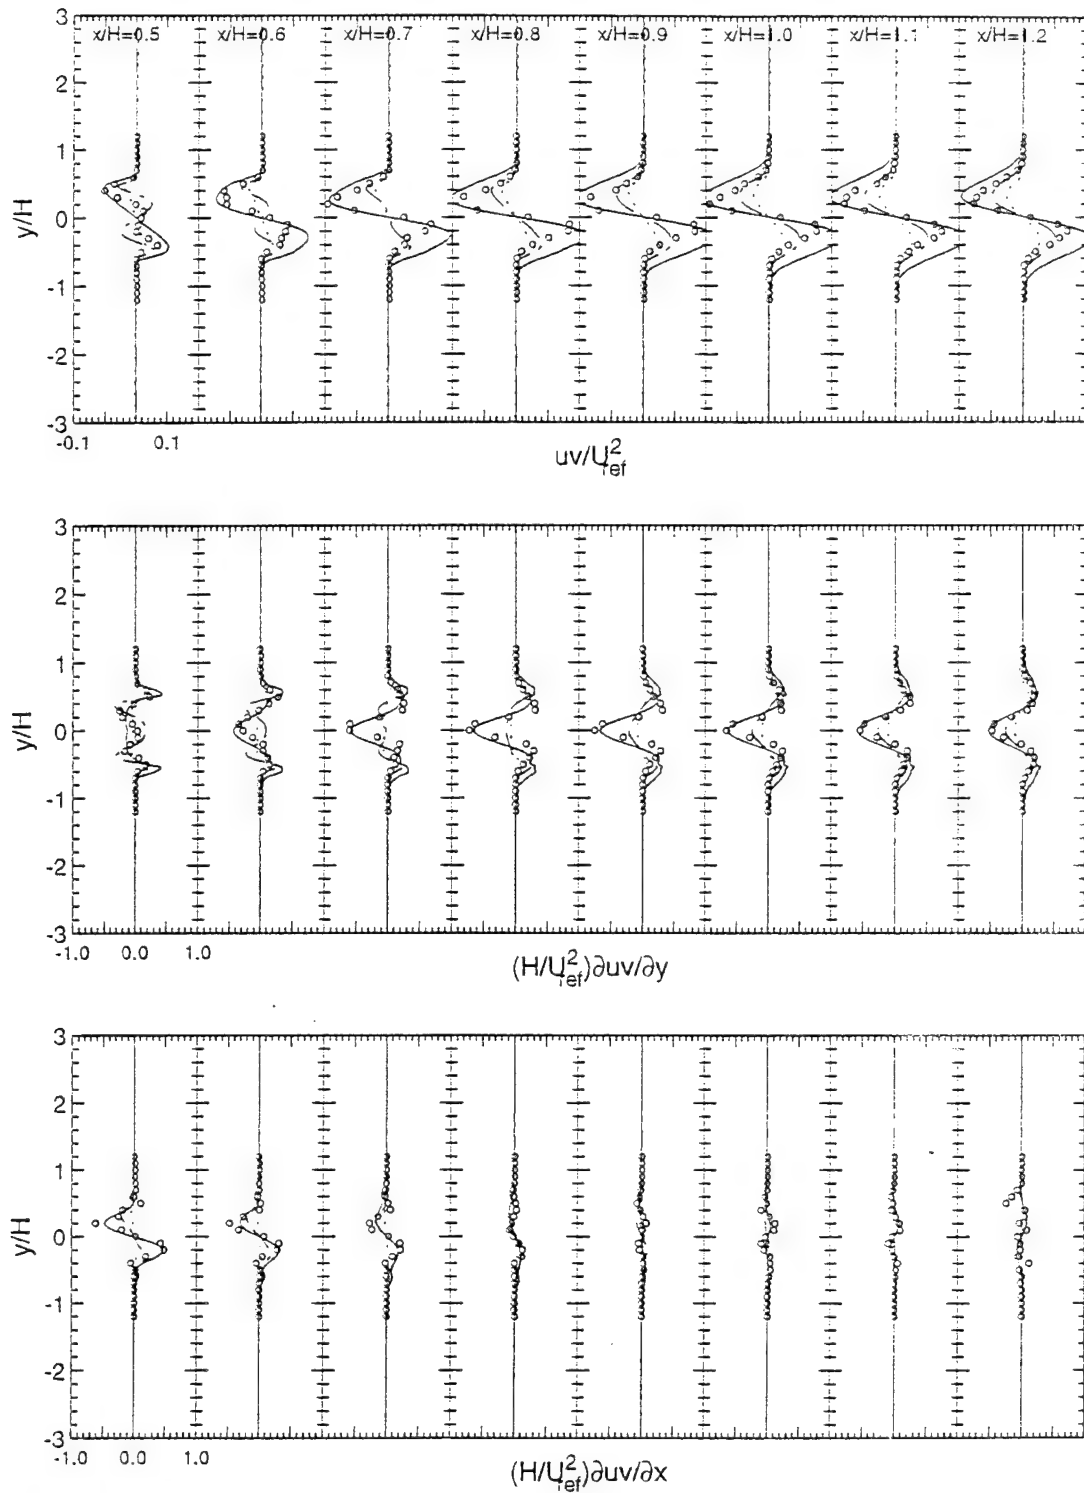 x/H=0.5 x/H=0.6 x/H=0.7 x/H=0.8 x/H=0.9 x/H=1.0 x/H=1.1 x/H=1.2
3
2
1
0
-1
-2
-3
y/H
-0.1 0.1
uv/U²ref
3
2
1
0
-1
-2
-3
y/H
-1.0 0.0 1.0
(H/U²ref)∂uv/∂y
3
2
1
0
-1
-2
-3
y/H
-1.0 0.0 1.0
(H/U²ref)∂uv/∂x